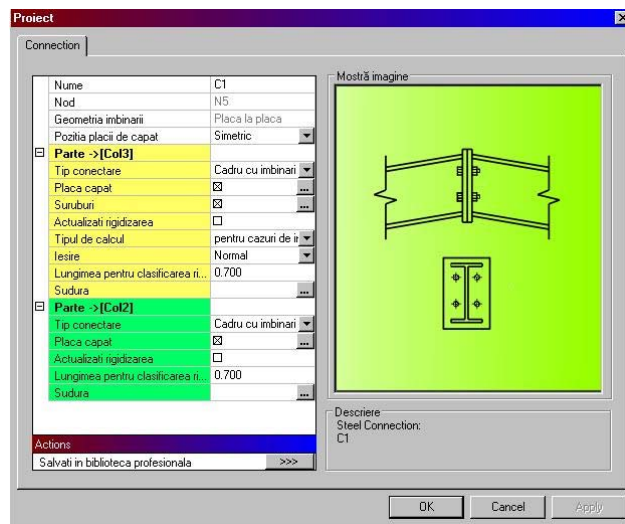 Proiect
Connection
Nume C1
Nod N5
Geometria imbinarii Placa la placa
Pozitia placii de capat Simetric
Parte ->[Col3]
Tip conectare Cadru cu imbinari
Placa capat ...
Suruburi ...
Actualizati rigidizarea
Tipul de calcul pentru cazuri de ir
Iesire Normal
Lungimea pentru clasificarea ri... 0.700
Sudura ...
Parte ->[Col2]
Tip conectare Cadru cu imbinari
Placa capat ...
Actualizati rigidizarea
Lungimea pentru clasificarea ri... 0.700
Sudura ...
Actions
Salvati in biblioteca profesionala >>>
Mostră imagine
Descriere
Steel Connection:
C1
OK Cancel Apply